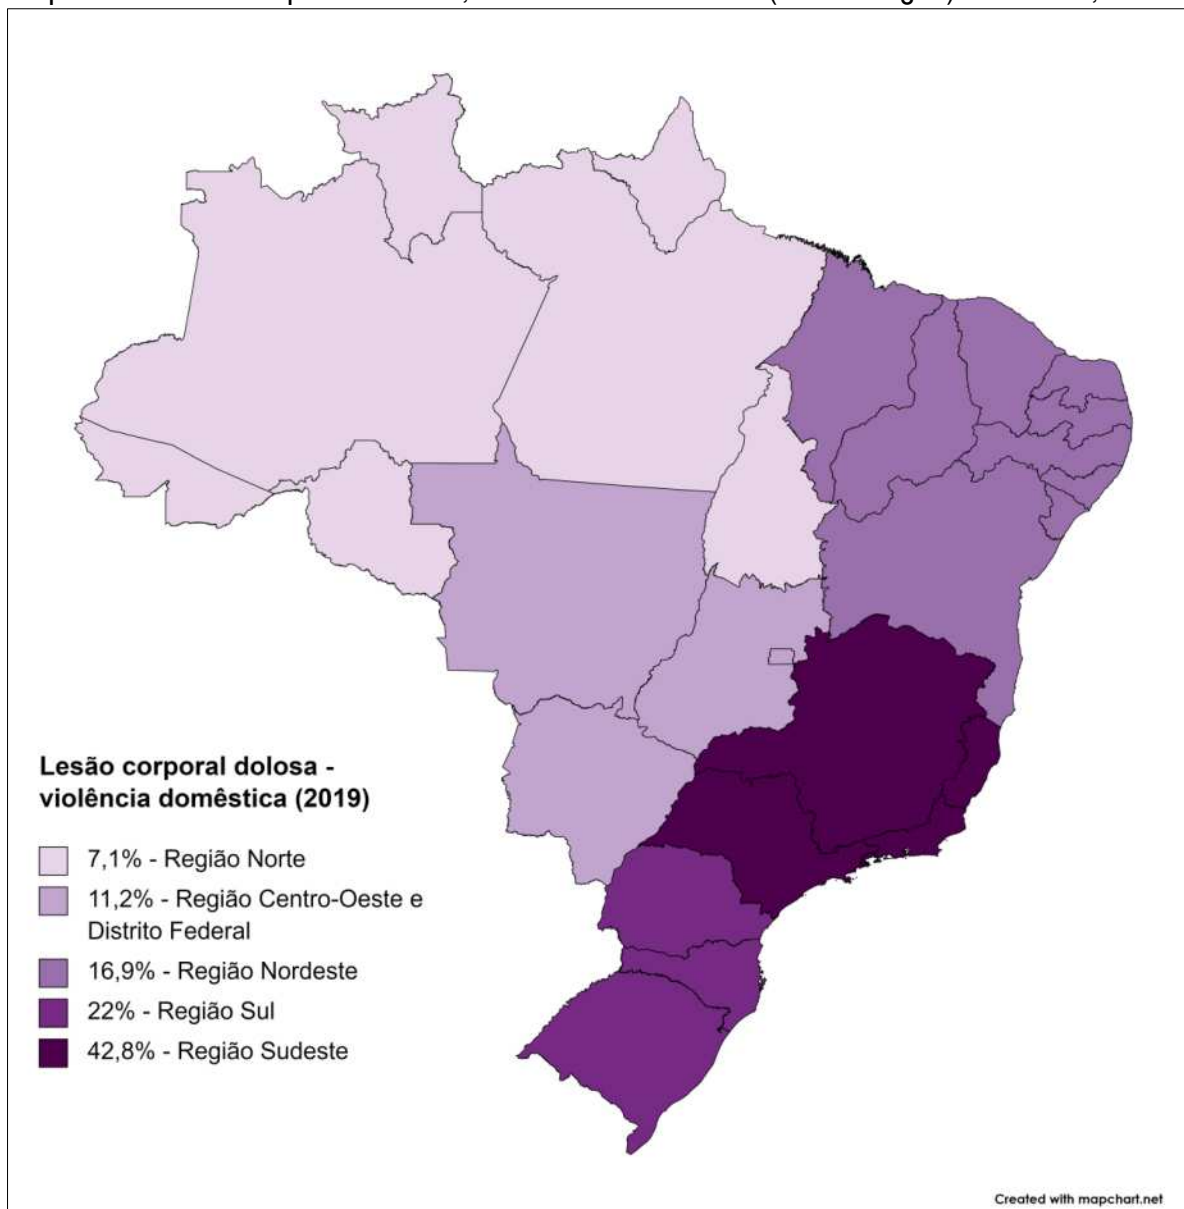 Lesão corporal dolosa -
violência domêstica (2019)
7,1% - Região Norte
11,2% - Região Centro-Oeste e
Distrito Federal
16,9% - Região Nordeste
22% - Região Sul
42,8% - Região Sudeste
Created with mapchart.net